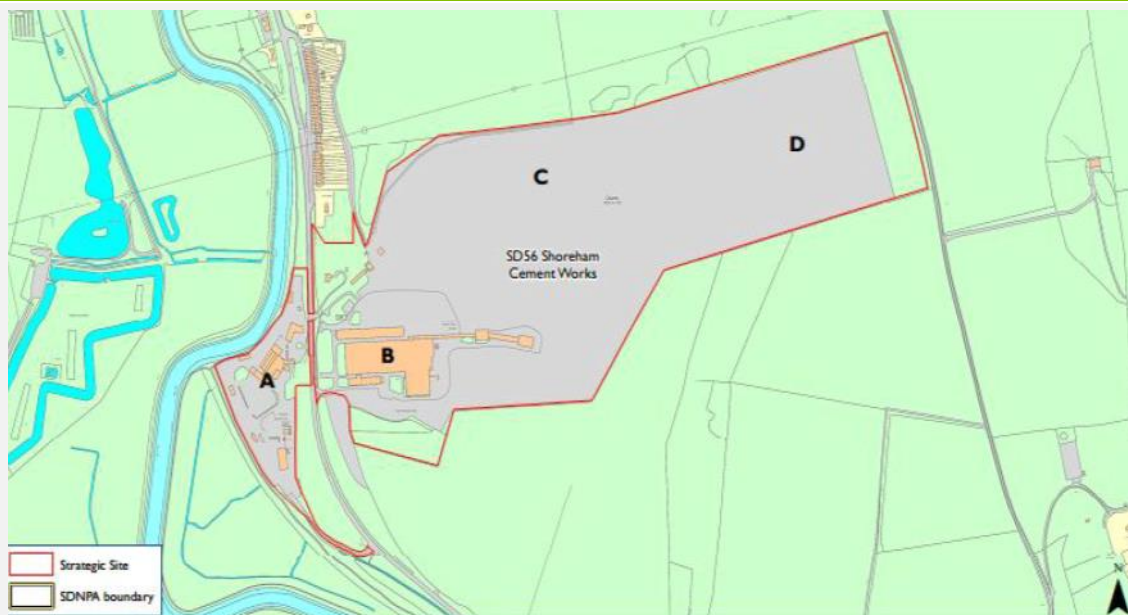 D
C
SD56 Shoreham
Cement Works
B
A
Strategic Site
SDNPA boundary
N